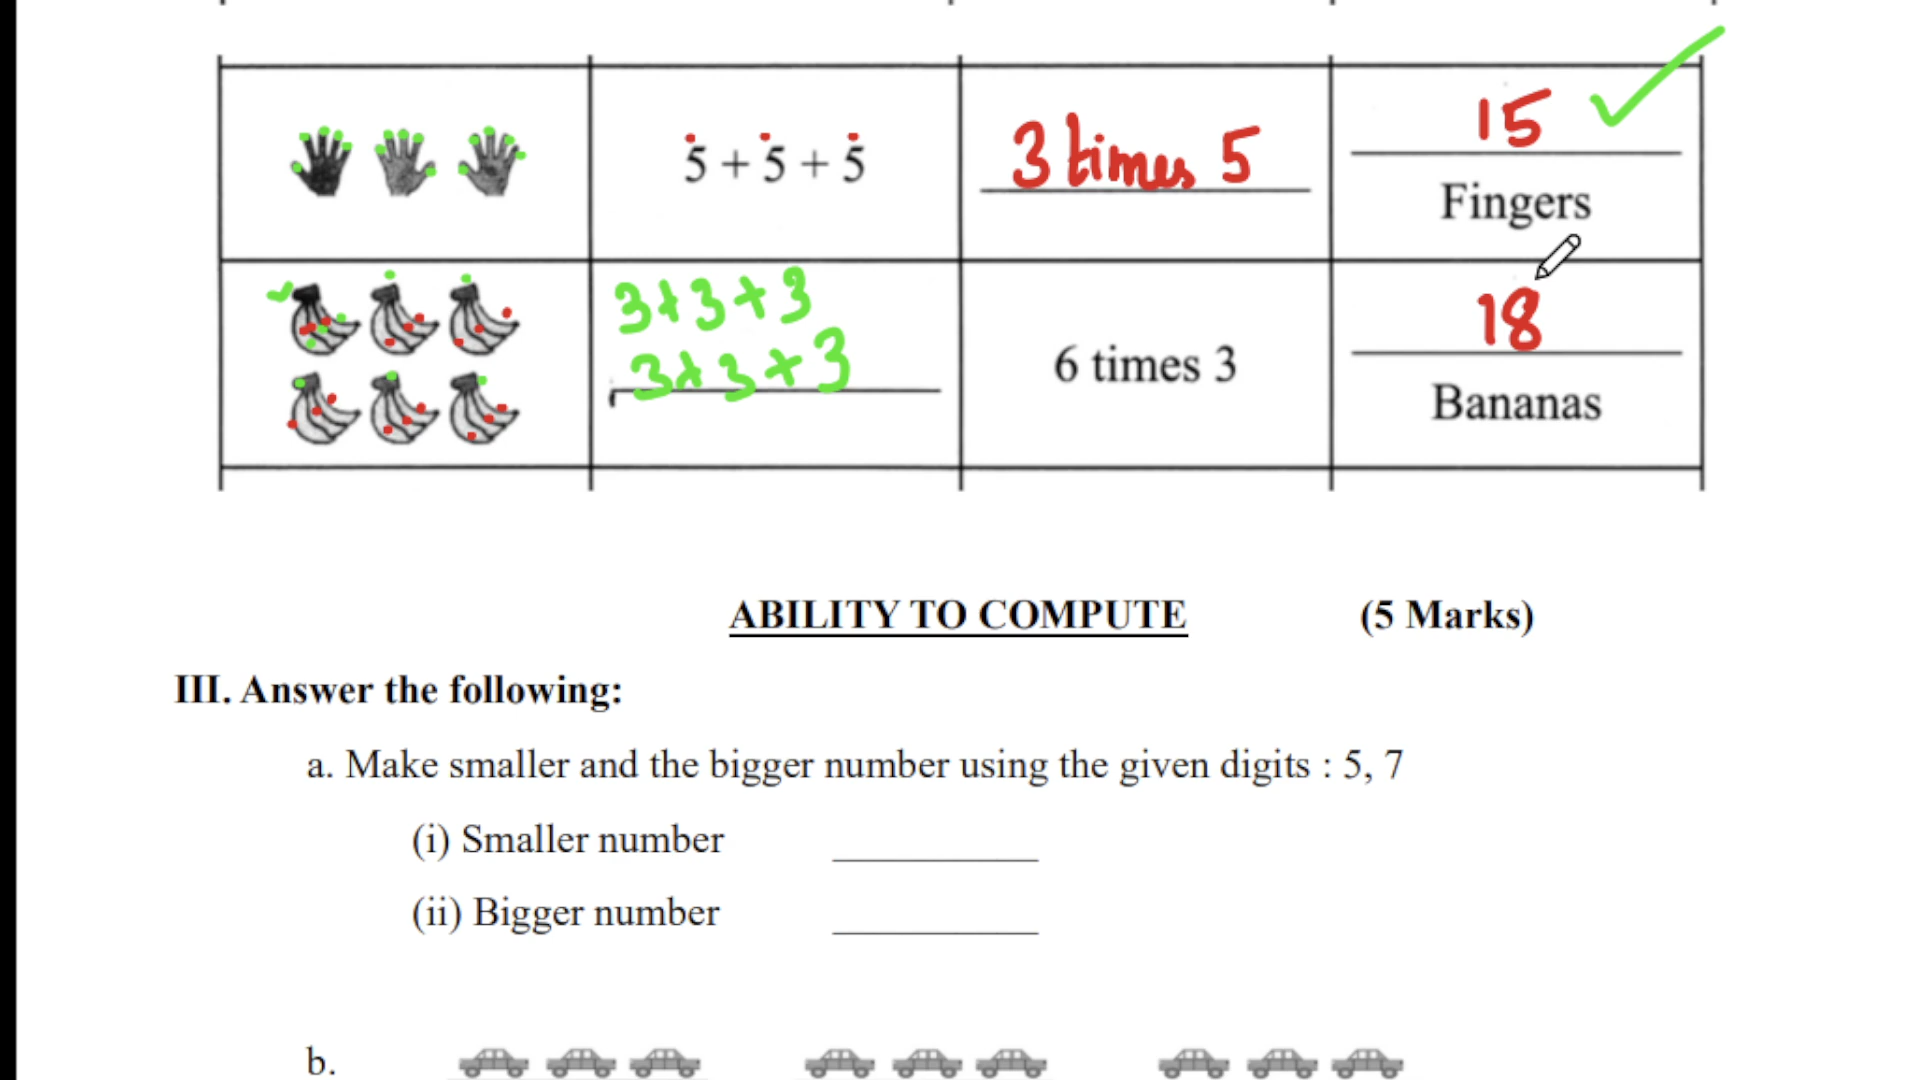 5 + 5 + 5
3 times 5
15
Fingers
3+3+3
3+3+3
6 times 3
18
Bananas
ABILITY TO COMPUTE (5 Marks)
III. Answer the following:
a. Make smaller and the bigger number using the given digits : 5, 7
(i) Smaller number
(ii) Bigger number
b.